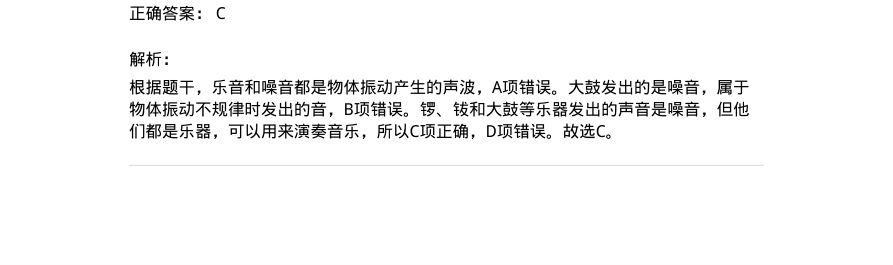 正确答案： C
解析：
根据题干，乐音和噪音都是物体振动产生的声波，A项错误。大鼓发出的是噪音，属于
物体振动不规律时发出的音，B项错误。锣、钹和大鼓等乐器发出的声音是噪音，但他
们都是乐器，可以用来演奏音乐，所以C项正确，D项错误。故选C。